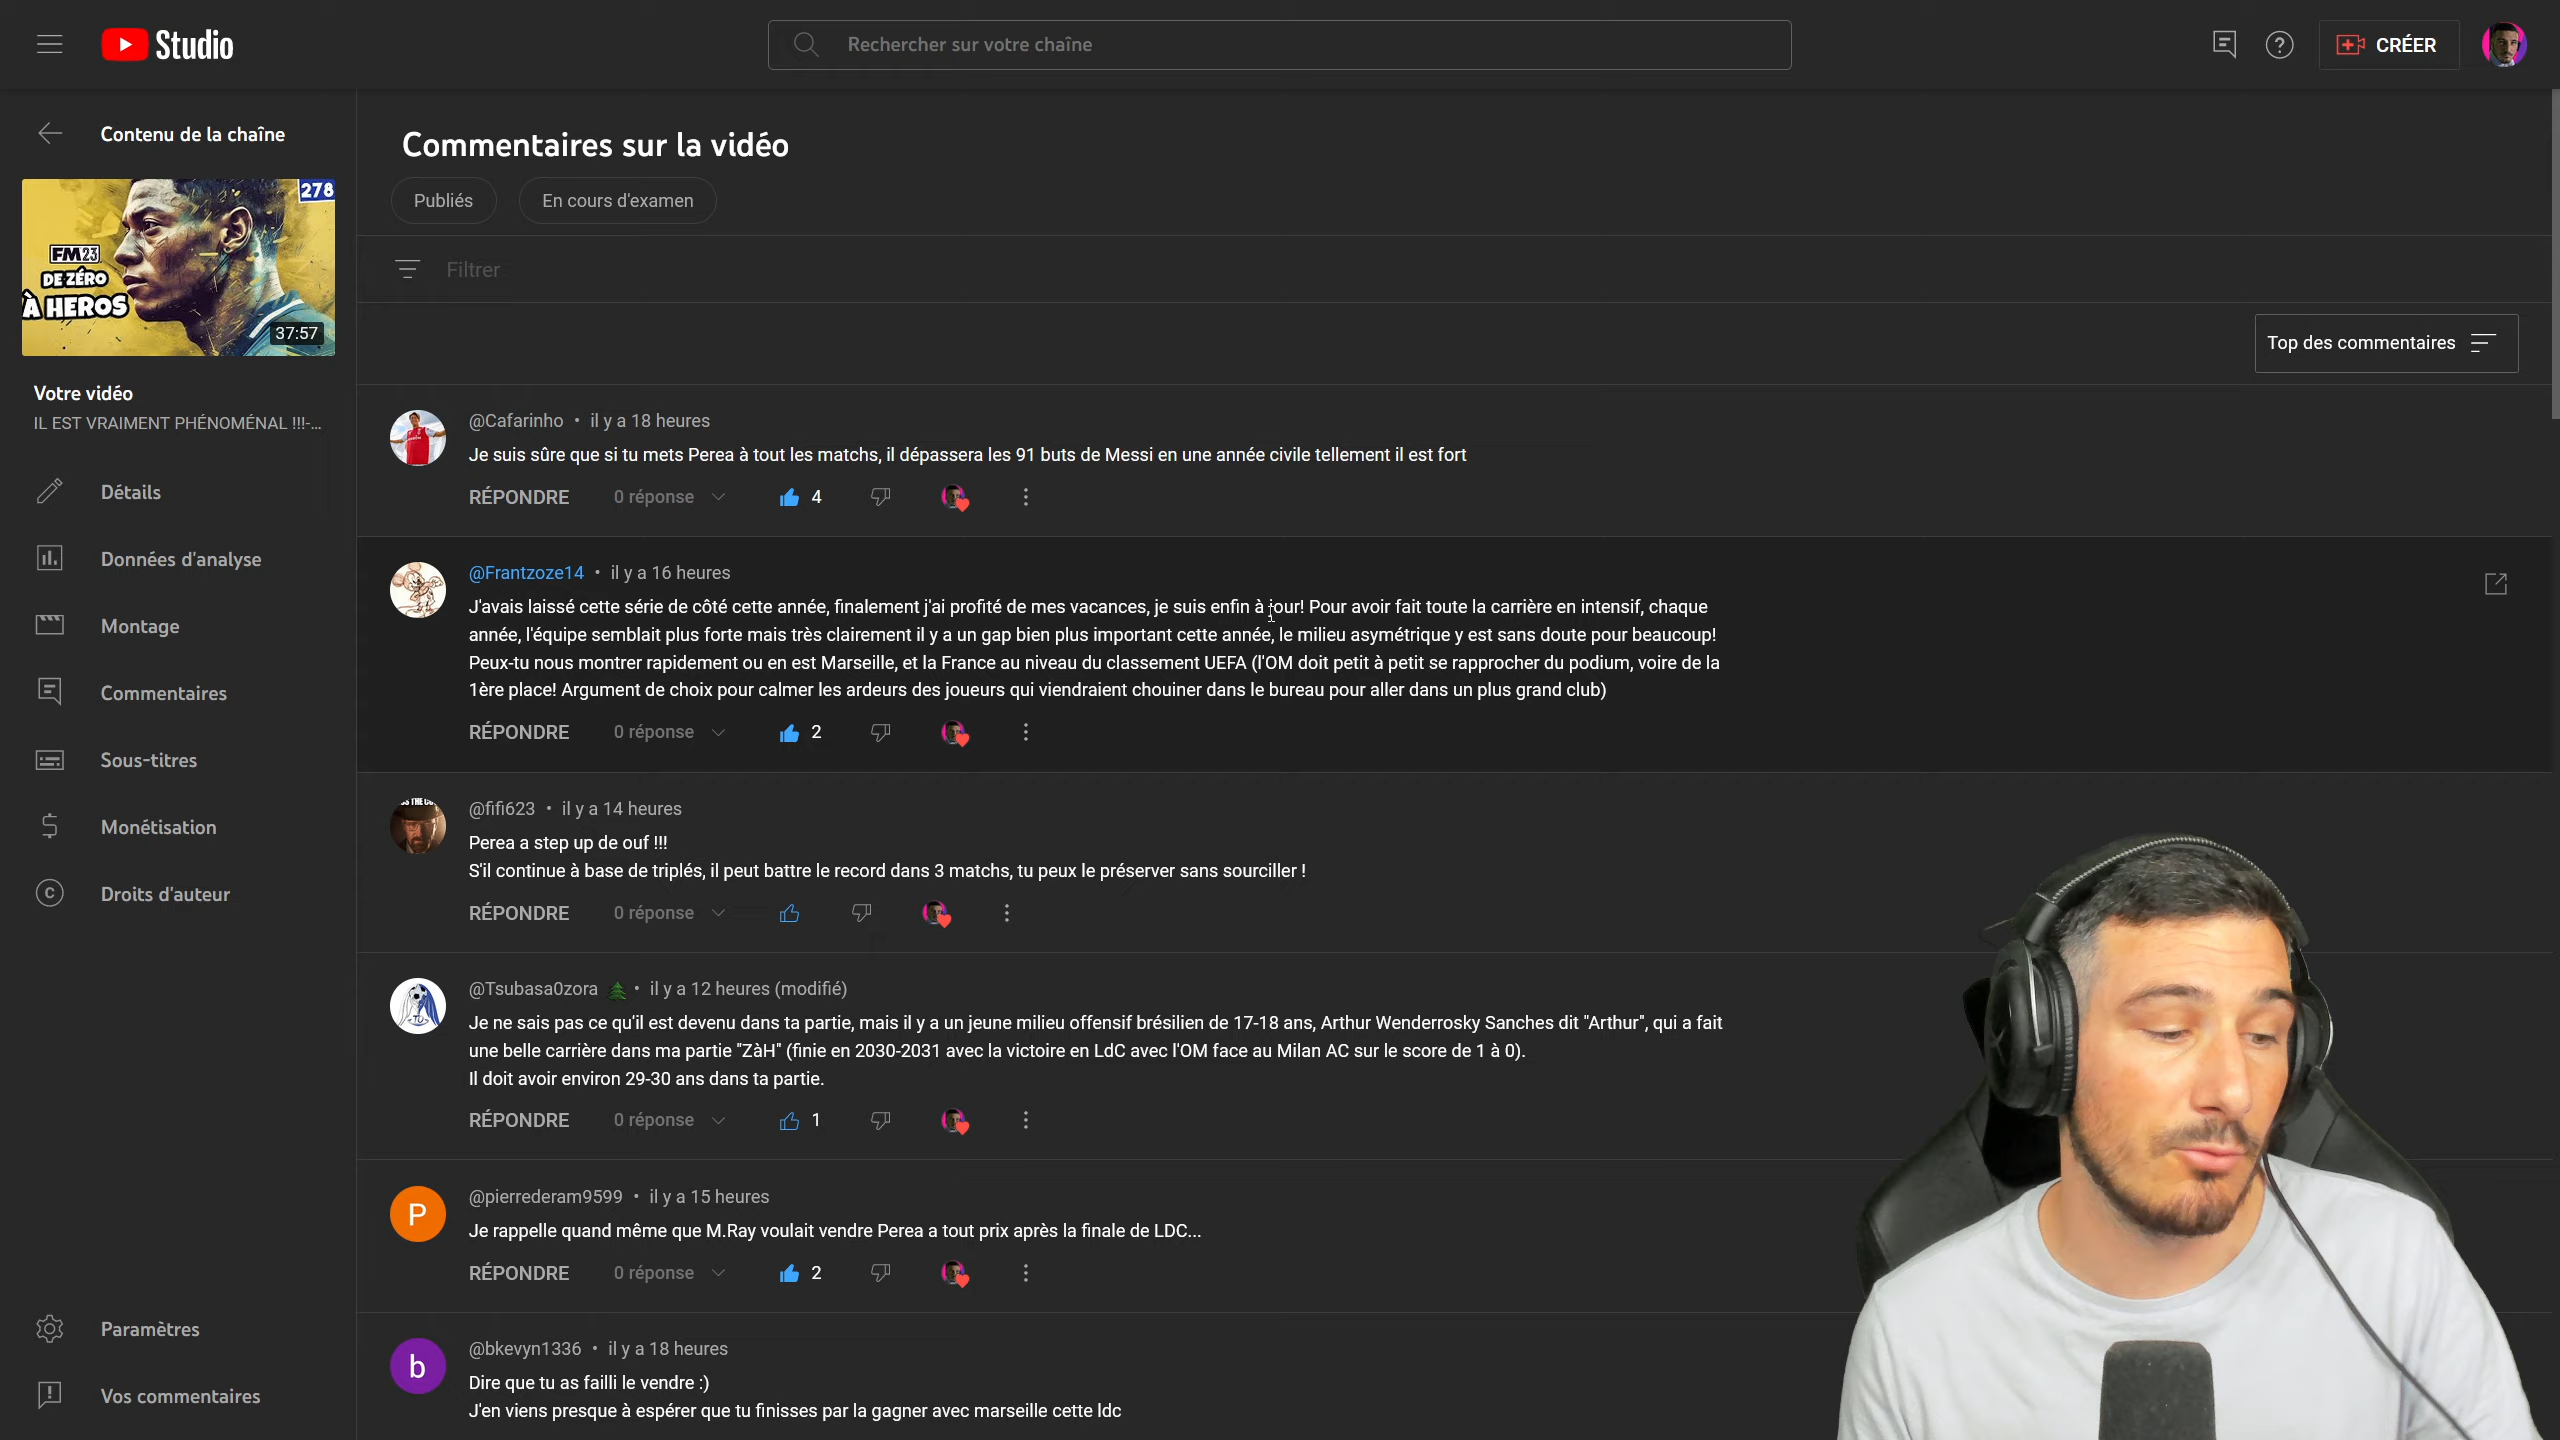 Studio
Rechercher sur votre chaîne
CRÉER
Contenu de la chaîne
278
FM23
DE ZÉRO
À HEROS
37:57
Votre vidéo
IL EST VRAIMENT PHÉNOMÉNAL !!!-...
Détails
Données d'analyse
Montage
Commentaires
Sous-titres
Monétisation
Droits d'auteur
Paramètres
Vos commentaires
Commentaires sur la vidéo
Publiés
En cours d'examen
Filtrer
Top des commentaires
@Cafarinho • il y a 18 heures
Je suis sûre que si tu mets Perea à tout les matchs, il dépassera les 91 buts de Messi en une année civile tellement il est fort
RÉPONDRE 0 réponse 4
@Frantzoze14 • il y a 16 heures
J'avais laissé cette série de côté cette année, finalement j'ai profité de mes vacances, je suis enfin à jour! Pour avoir fait toute la carrière en intensif, chaque
année, l'équipe semblait plus forte mais très clairement il y a un gap bien plus important cette année, le milieu asymétrique y est sans doute pour beaucoup!
Peux-tu nous montrer rapidement ou en est Marseille, et la France au niveau du classement UEFA (l'OM doit petit à petit se rapprocher du podium, voire de la
1ère place! Argument de choix pour calmer les ardeurs des joueurs qui viendraient chouiner dans le bureau pour aller dans un plus grand club)
RÉPONDRE 0 réponse 2
@fifi623 • il y a 14 heures
Perea a step up de ouf !!!
S'il continue à base de triplés, il peut battre le record dans 3 matchs, tu peux le préserver sans sourciller !
RÉPONDRE 0 réponse
@Tsubasa0zora • il y a 12 heures (modifié)
Je ne sais pas ce qu'il est devenu dans ta partie, mais il y a un jeune milieu offensif brésilien de 17-18 ans, Arthur Wenderrosky Sanches dit "Arthur", qui a fait
une belle carrière dans ma partie "ZàH" (finie en 2030-2031 avec la victoire en LdC avec l'OM face au Milan AC sur le score de 1 à 0).
Il doit avoir environ 29-30 ans dans ta partie.
RÉPONDRE 0 réponse 1
P
@pierrederam9599 • il y a 15 heures
Je rappelle quand même que M.Ray voulait vendre Perea a tout prix après la finale de LDC...
RÉPONDRE 0 réponse 2
b
@bkevyn1336 • il y a 18 heures
Dire que tu as failli le vendre :)
J'en viens presque à espérer que tu finisses par la gagner avec marseille cette ldc